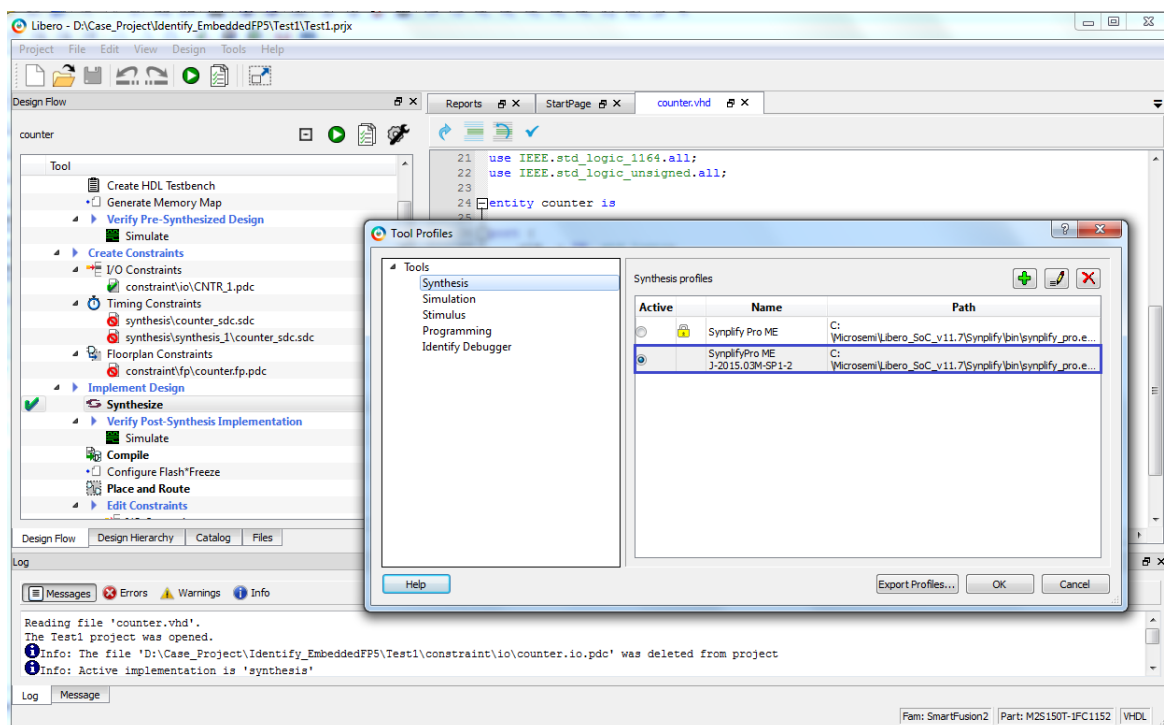 Libero - D:\Case_Project\Identify_EmbeddedFP5\Test1\Test1.prjx
Project File Edit View Design Tools Help
Design Flow
Reports
StartPage
counter.vhd
counter
Tool
Create HDL Testbench
Generate Memory Map
Verify Pre-Synthesized Design
Simulate
Create Constraints
I/O Constraints
constraint\io\CNTR_1.pdc
Timing Constraints
synthesis\counter_sdc.sdc
synthesis\synthesis_1\counter_sdc.sdc
Floorplan Constraints
constraint\fp\counter.fp.pdc
Implement Design
Synthesize
Verify Post-Synthesis Implementation
Simulate
Compile
Configure Flash*Freeze
Place and Route
Edit Constraints
21 use IEEE.std_logic_1164.all;
22 use IEEE.std_logic_unsigned.all;
23
24 entity counter is
25
Tool Profiles
Tools
Synthesis
Simulation
Stimulus
Programming
Identify Debugger
Synthesis profiles
Active Name Path
Synplify Pro ME
C:
\Microsemi\Libero_SoC_v11.7\Synplify\bin\synplify_pro.e...
SynplifyPro ME
J-2015.03M-SP1-2
C:
\Microsemi\Libero_SoC_v11.7\Synplify\bin\synplify_pro.e...
Help
Export Profiles...
OK
Cancel
Design Flow
Design Hierarchy
Catalog
Files
Log
Messages
Errors
Warnings
Info
Reading file 'counter.vhd'.
The Test1 project was opened.
Info: The file 'D:\Case_Project\Identify_EmbeddedFP5\Test1\constraint\io\counter.io.pdc' was deleted from project
Info: Active implementation is 'synthesis'
Log
Message
Fam: SmartFusion2
Part: M2S150T-1FC1152
VHDL